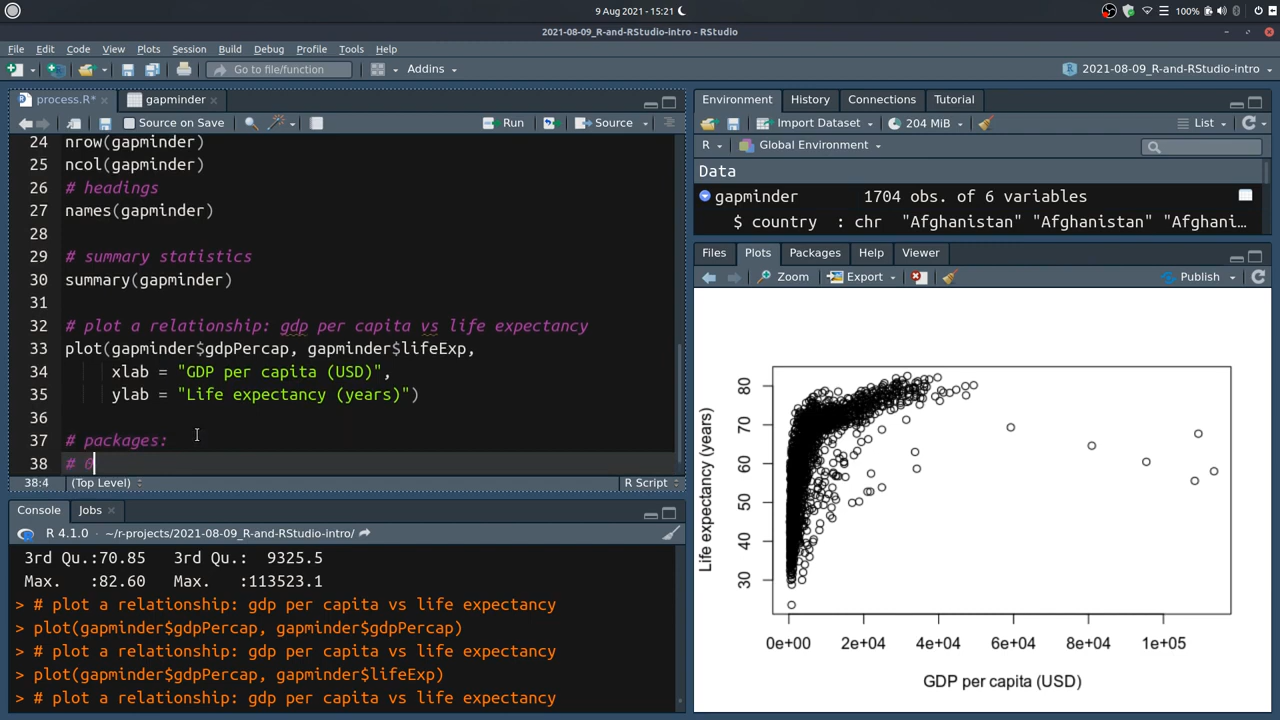 9 Aug 2021 - 15:21
100%
2021-08-09_R-and-RStudio-intro - RStudio
File Edit Code View Plots Session Build Debug Profile Tools Help
Go to file/function Addins 2021-08-09_R-and-RStudio-intro
process.R* gapminder
Source on Save Run Source
24 nrow(gapminder)
25 ncol(gapminder)
26 # headings
27 names(gapminder)
28
29 # summary statistics
30 summary(gapminder)
31
32 # plot a relationship: gdp per capita vs life expectancy
33 plot(gapminder$gdpPercap, gapminder$lifeExp,
34 xlab = "GDP per capita (USD)",
35 ylab = "Life expectancy (years)")
36
37 # packages:
38 # 0
38:4 (Top Level) R Script
Console Jobs
R 4.1.0 · ~/r-projects/2021-08-09_R-and-RStudio-intro/
3rd Qu.:70.85 3rd Qu.: 9325.5
Max. :82.60 Max. :113523.1
> # plot a relationship: gdp per capita vs life expectancy
> plot(gapminder$gdpPercap, gapminder$gdpPercap)
> # plot a relationship: gdp per capita vs life expectancy
> plot(gapminder$gdpPercap, gapminder$lifeExp)
> # plot a relationship: gdp per capita vs life expectancy
Environment History Connections Tutorial
Import Dataset 204 MiB List
R Global Environment
Data
gapminder 1704 obs. of 6 variables
$ country : chr "Afghanistan" "Afghanistan" "Afghani…
Files Plots Packages Help Viewer
Zoom Export Publish
Life expectancy (years)
80
70
60
50
40
30
0e+00 2e+04 4e+04 6e+04 8e+04 1e+05
GDP per capita (USD)